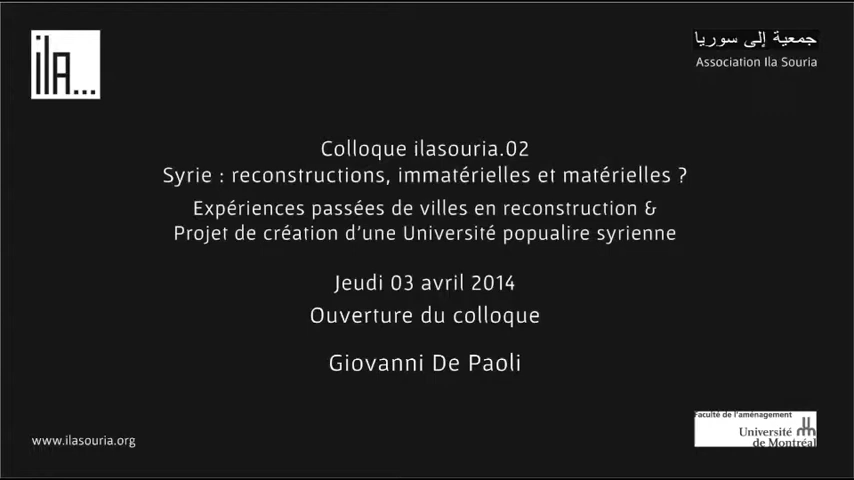 ila...
جمعية إلى سوريا
Association Ila Souria
Colloque ilasouria.02
Syrie : reconstructions, immatérielles et matérielles ?
Expériences passées de villes en reconstruction &
Projet de création d'une Université popualire syrienne
Jeudi 03 avril 2014
Ouverture du colloque
Giovanni De Paoli
www.ilasouria.org
Faculté de l'aménagement
Université
de Montréal